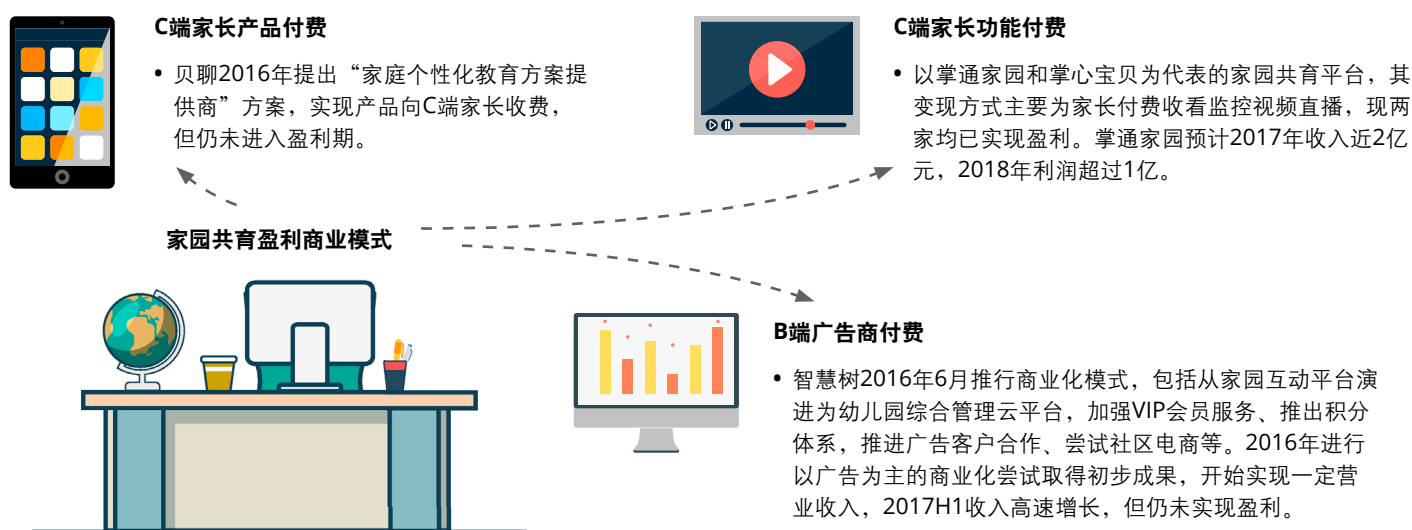 C端家长产品付费
• 贝聊2016年提出“家庭个性化教育方案提
供商”方案，实现产品向C端家长收费，
但仍未进入盈利期。
C端家长功能付费
• 以掌通家园和掌心宝贝为代表的家园共育平台，其
变现方式主要为家长付费收看监控视频直播，现两
家均已实现盈利。掌通家园预计2017年收入近2亿
元，2018年利润超过1亿。
家园共育盈利商业模式
B端广告商付费
• 智慧树2016年6月推行商业化模式，包括从家园互动平台演
进为幼儿园综合管理云平台，加强VIP会员服务、推出积分
体系，推进广告客户合作、尝试社区电商等。2016年进行
以广告为主的商业化尝试取得初步成果，开始实现一定营
业收入，2017H1收入高速增长，但仍未实现盈利。